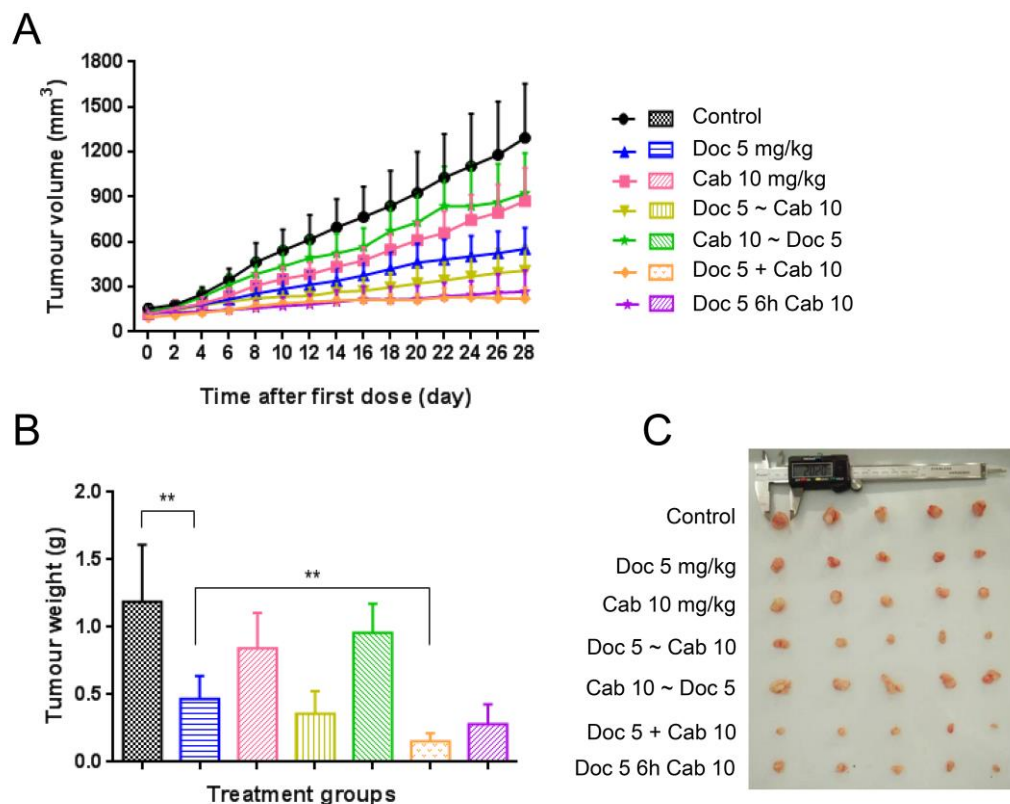 A
Tumour volume (mm³)
1800
1500
1200
900
600
300
0
0 2 4 6 8 10 12 14 16 18 20 22 24 26 28
Time after first dose (day)
Control
Doc 5 mg/kg
Cab 10 mg/kg
Doc 5 ~ Cab 10
Cab 10 ~ Doc 5
Doc 5 + Cab 10
Doc 5 6h Cab 10
B
Tumour weight (g)
2.0
1.5
1.0
0.5
0.0
**
**
Treatment groups
C
Control
Doc 5 mg/kg
Cab 10 mg/kg
Doc 5 ~ Cab 10
Cab 10 ~ Doc 5
Doc 5 + Cab 10
Doc 5 6h Cab 10